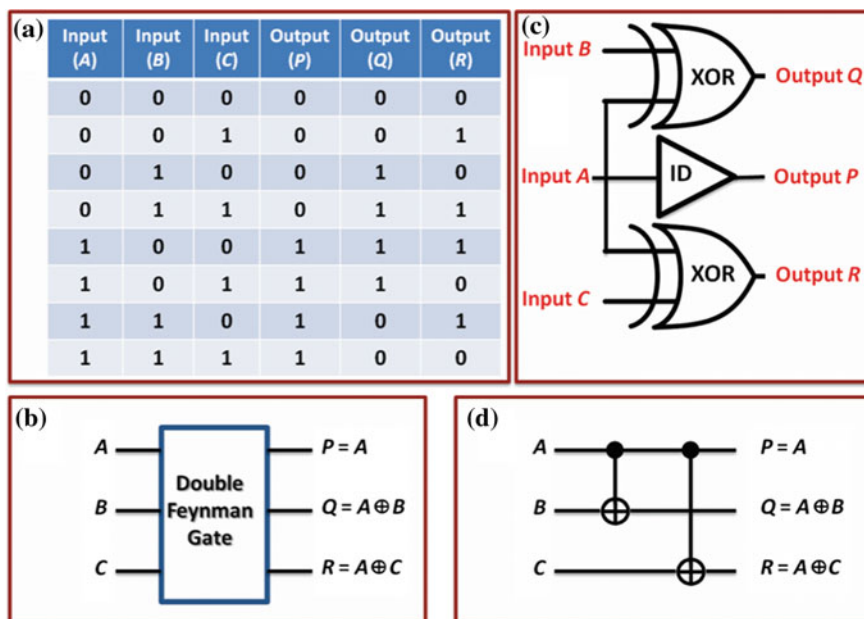 (a)
Input Input Input Output Output Output
(A) (B) (C) (P) (Q) (R)
0 0 0 0 0 0
0 0 1 0 0 1
0 1 0 0 1 0
0 1 1 0 1 1
1 0 0 1 1 1
1 0 1 1 1 0
1 1 0 1 0 1
1 1 1 1 0 0
(c)
Input B
XOR
Output Q
Input A
ID
Output P
XOR
Output R
Input C
(b)
A
P = A
Double
B
Feynman
Q = A⊕B
Gate
C
R = A⊕C
(d)
A
P = A
B
Q = A⊕B
C
R = A⊕C